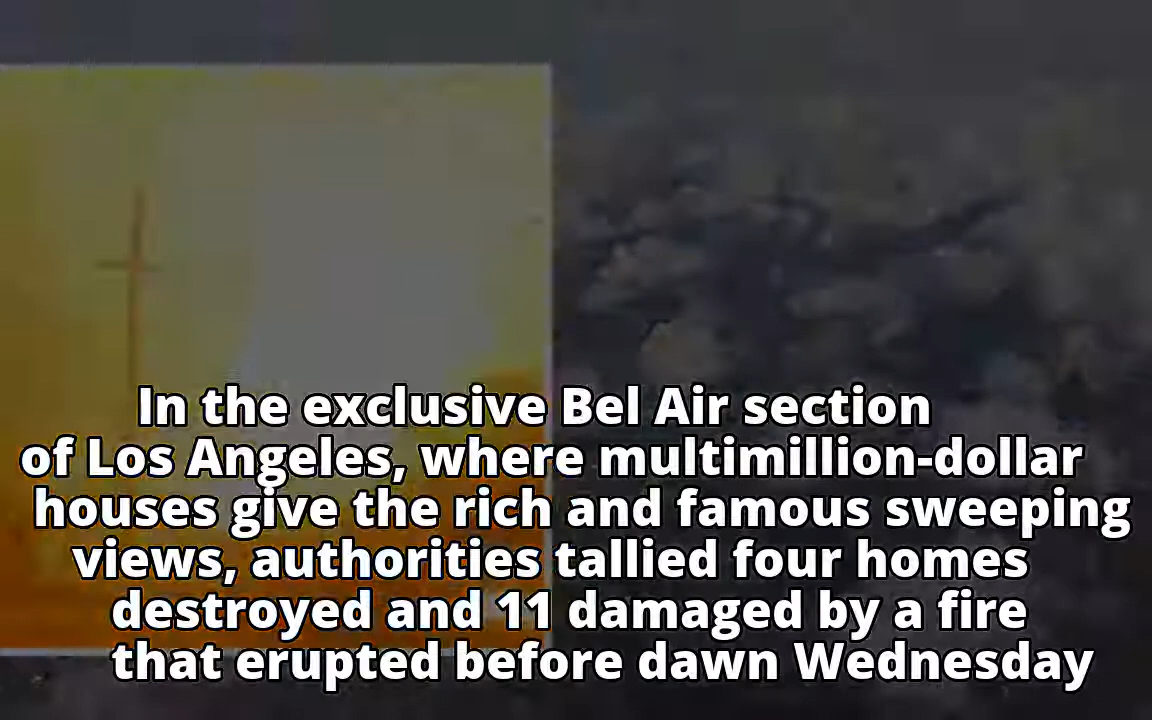 In the exclusive Bel Air section
of Los Angeles, where multimillion-dollar
houses give the rich and famous sweeping
views, authorities tallied four homes
destroyed and 11 damaged by a fire
that erupted before dawn Wednesday